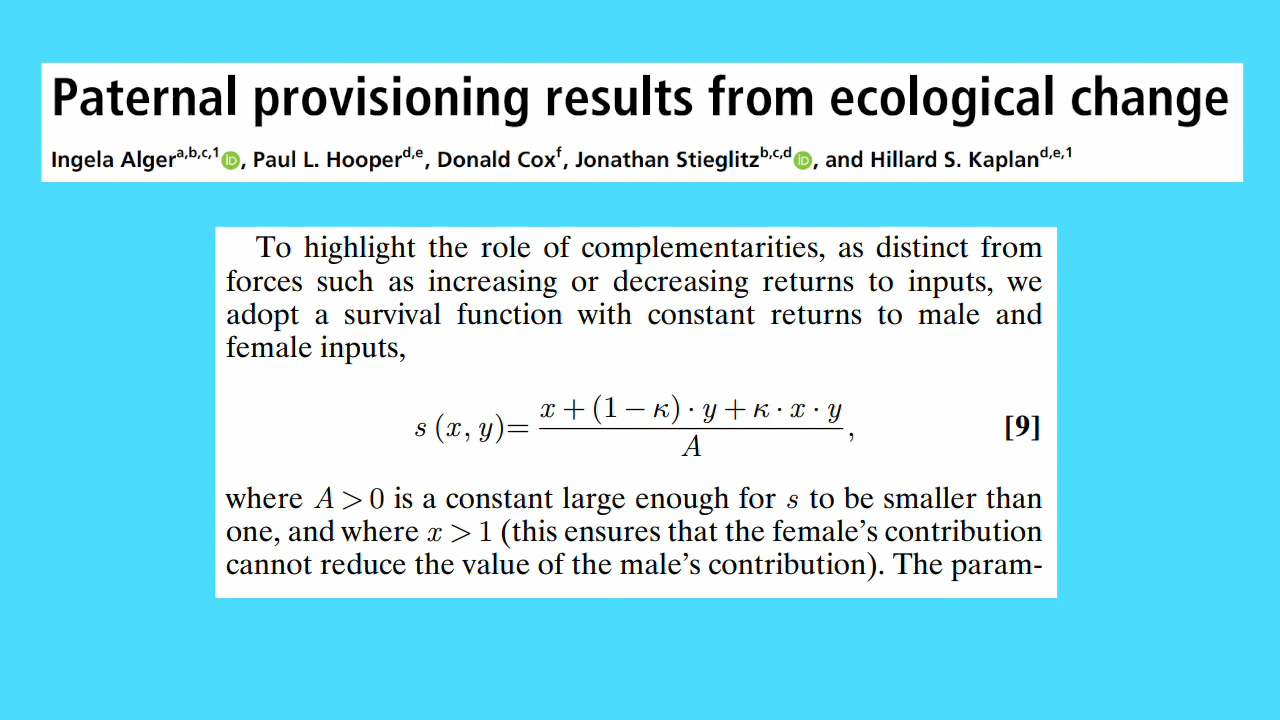 Paternal provisioning results from ecological change
Ingela Alger^a,b,c,1 iD, Paul L. Hooper^d,e, Donald Cox^f, Jonathan Stieglitz^b,c,d iD, and Hillard S. Kaplan^d,e,1
To highlight the role of complementarities, as distinct from
forces such as increasing or decreasing returns to inputs, we
adopt a survival function with constant returns to male and
female inputs,
s (x, y)= \frac{x + (1 − κ) · y + κ · x · y}{A}, [9]
where A > 0 is a constant large enough for s to be smaller than
one, and where x > 1 (this ensures that the female’s contribution
cannot reduce the value of the male’s contribution). The param-